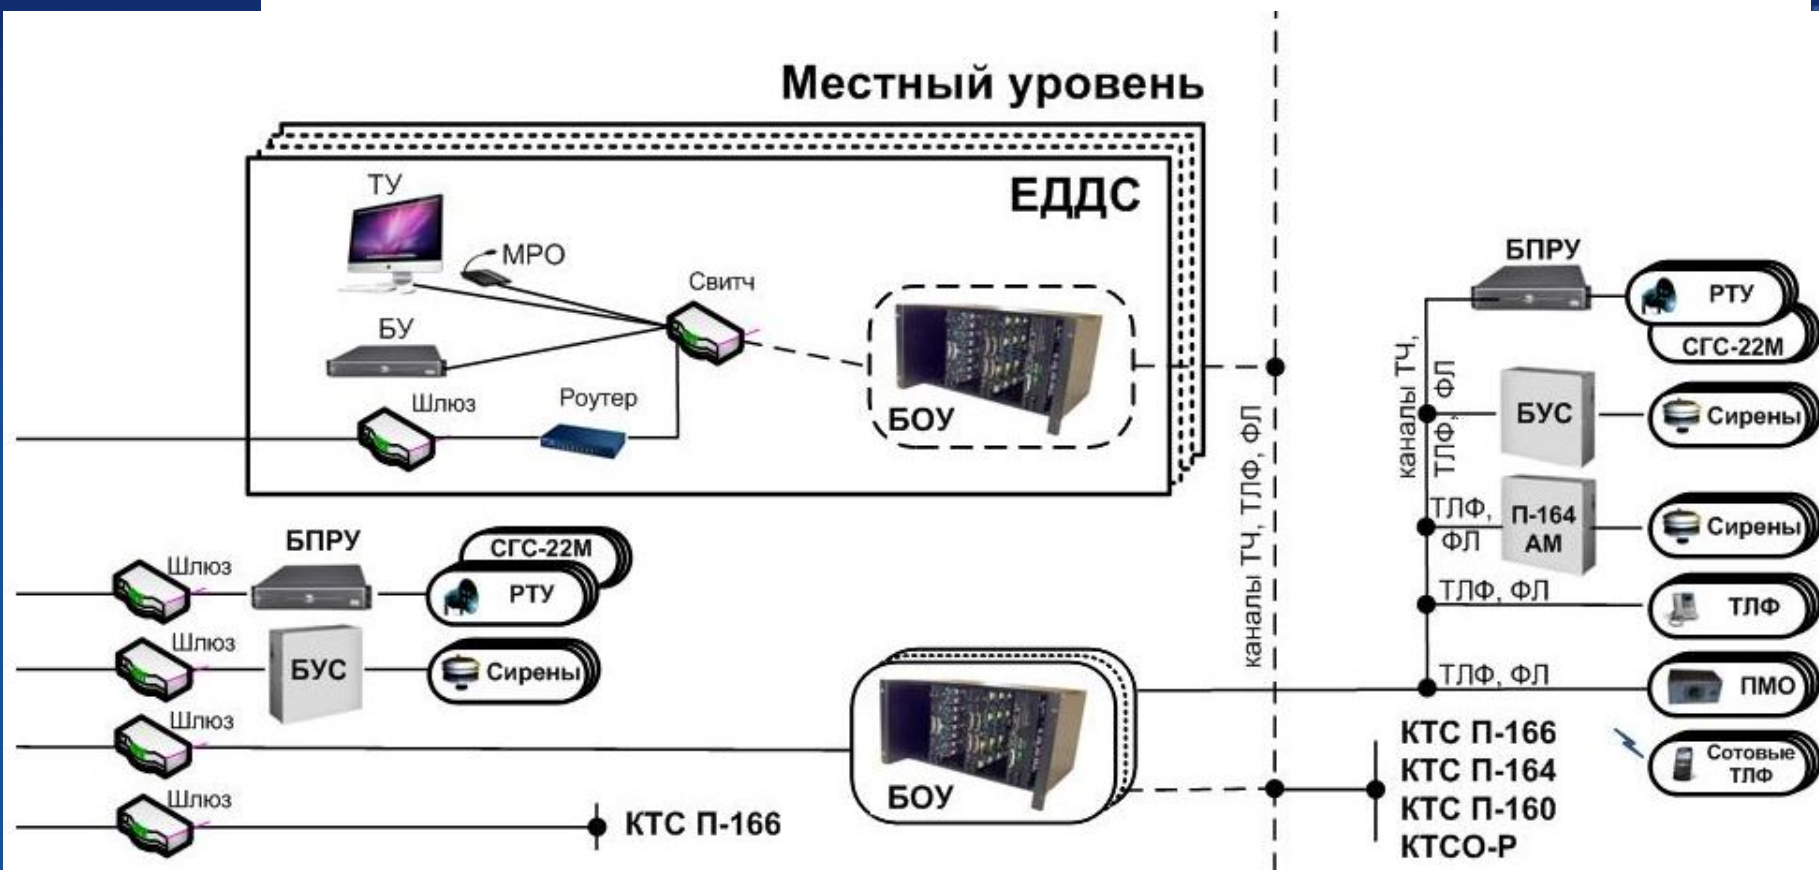 Местный уровень
ЕДДС
ТУ
МРО
Свитч
БУ
Шлюз
Роутер
БОУ
каналы ТЧ, ТЛФ, ФЛ
БПРУ
РТУ
СГС-22М
каналы ТЧ,
ТЛФ, ФЛ
БУС
Сирены
ТЛФ,
ФЛ
П-164
АМ
Сирены
ТЛФ, ФЛ
ТЛФ
ТЛФ, ФЛ
ПМО
Сотовые
ТЛФ
Шлюз
БПРУ
СГС-22М
РТУ
Шлюз
БУС
Сирены
Шлюз
БОУ
Шлюз
КТС П-166
КТС П-166
КТС П-164
КТС П-160
КТСО-Р